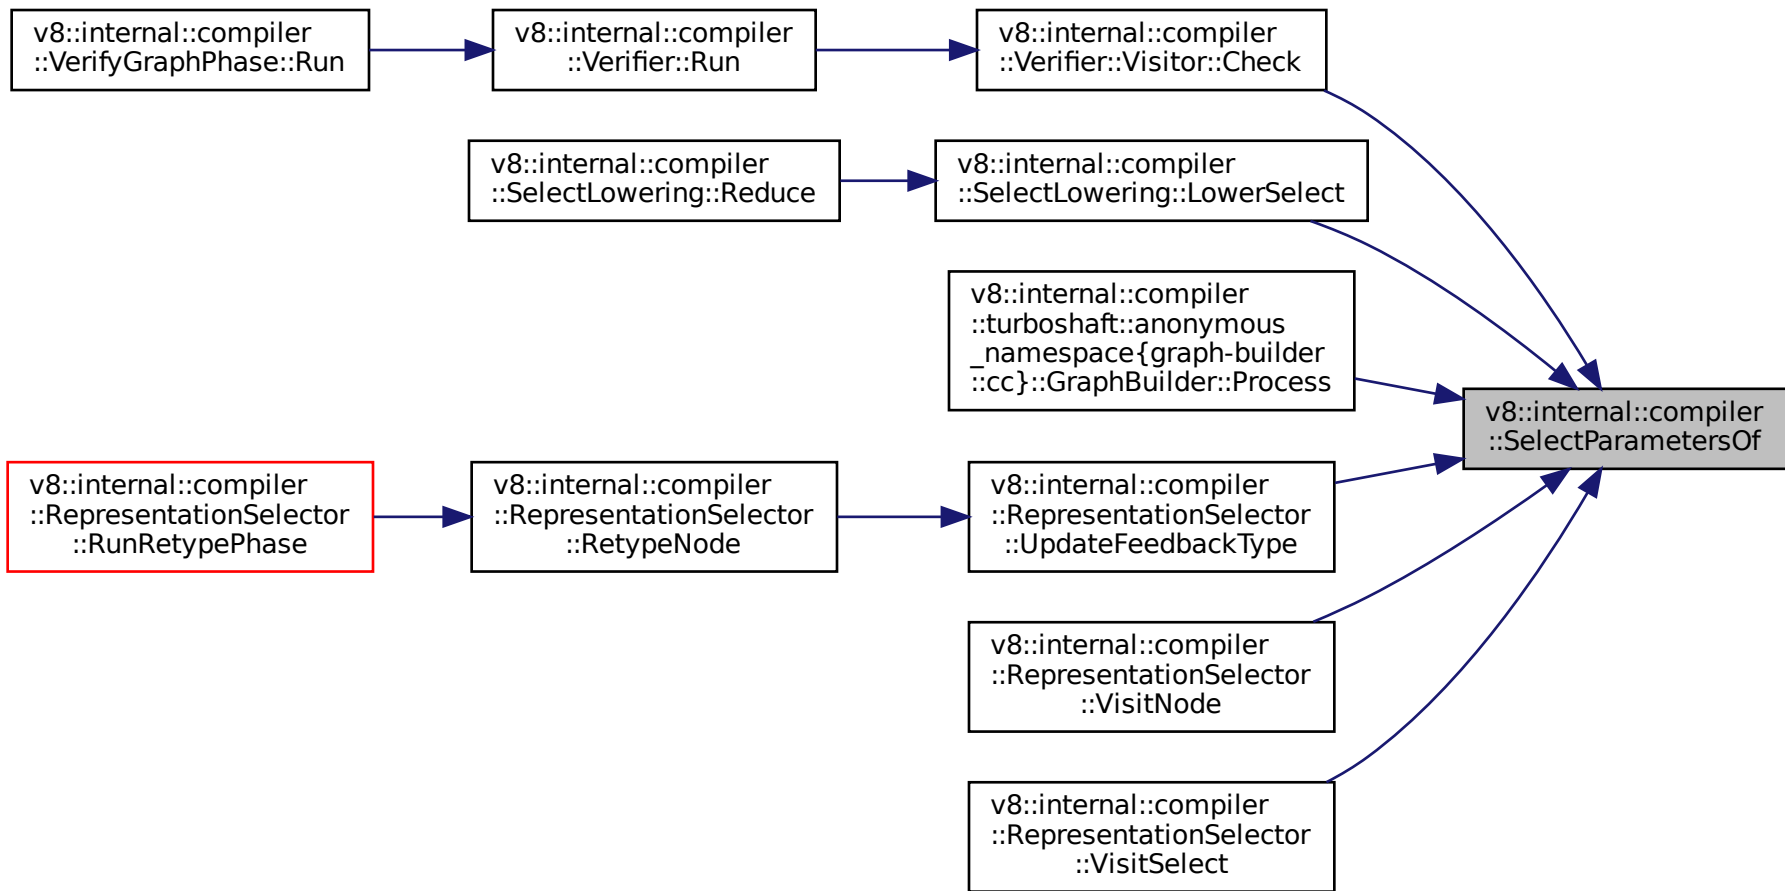 v8::internal::compiler
::VerifyGraphPhase::Run
v8::internal::compiler
::Verifier::Run
v8::internal::compiler
::Verifier::Visitor::Check
v8::internal::compiler
::SelectLowering::Reduce
v8::internal::compiler
::SelectLowering::LowerSelect
v8::internal::compiler
::turboshaft::anonymous
_namespace{graph-builder
::cc}::GraphBuilder::Process
v8::internal::compiler
::SelectParametersOf
v8::internal::compiler
::RepresentationSelector
::RunRetypePhase
v8::internal::compiler
::RepresentationSelector
::RetypeNode
v8::internal::compiler
::RepresentationSelector
::UpdateFeedbackType
v8::internal::compiler
::RepresentationSelector
::VisitNode
v8::internal::compiler
::RepresentationSelector
::VisitSelect